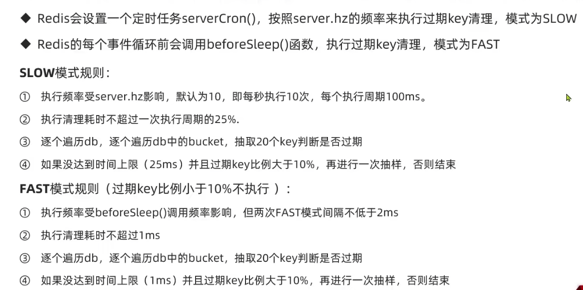 ◆ Redis会设置一个定时任务serverCron()，按照server.hz的频率来执行过期key清理，模式为SLOW
◆ Redis的每个事件循环前会调用beforeSleep()函数，执行过期key清理，模式为FAST
SLOW模式规则：
① 执行频率受server.hz影响，默认为10，即每秒执行10次，每个执行周期100ms。
② 执行清理耗时不超过一次执行周期的25%.
③ 逐个遍历db，逐个遍历db中的bucket，抽取20个key判断是否过期
④ 如果没达到时间上限（25ms）并且过期key比例大于10%，再进行一次抽样，否则结束
FAST模式规则（过期key比例小于10%不执行 ）：
① 执行频率受beforeSleep()调用频率影响，但两次FAST模式间隔不低于2ms
② 执行清理耗时不超过1ms
③ 逐个遍历db，逐个遍历db中的bucket，抽取20个key判断是否过期
④ 如果没达到时间上限（1ms）并且过期key比例大于10%，再进行一次抽样，否则结束